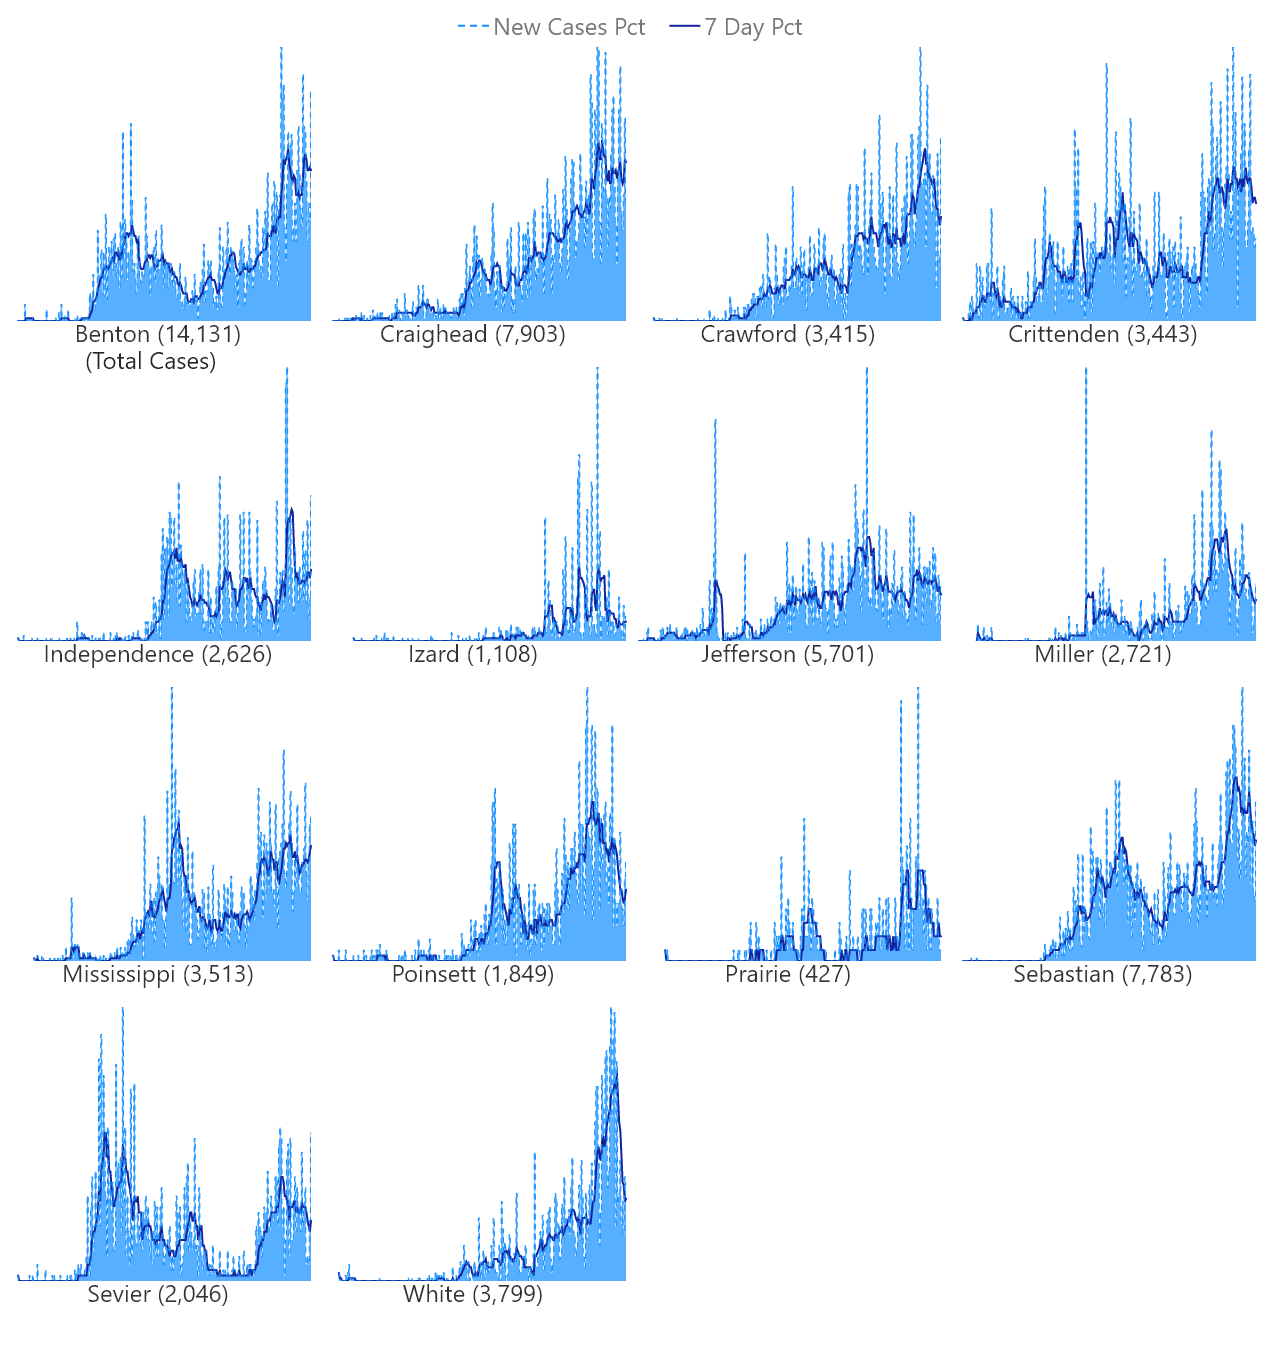 New Cases Pct 7 Day Pct
Benton (14,131)
(Total Cases)
Craighead (7,903)
Crawford (3,415)
Crittenden (3,443)
Independence (2,626)
Izard (1,108)
Jefferson (5,701)
Miller (2,721)
Mississippi (3,513)
Poinsett (1,849)
Prairie (427)
Sebastian (7,783)
Sevier (2,046)
White (3,799)